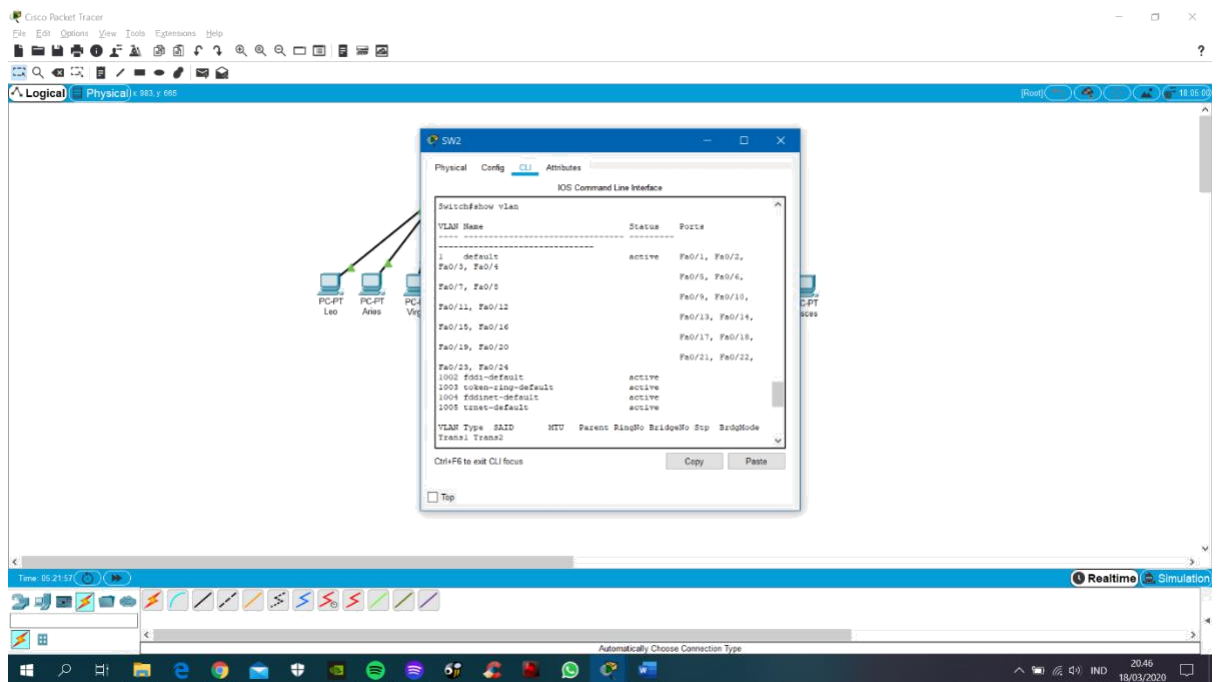 Cisco Packet Tracer
File Edit Options View Tools Extensions Help
?
Logical Physical x: 983, y: 665 [Root] 18:05:00
SW2
Physical Config CLI Attributes
IOS Command Line Interface
Switch#show vlan
VLAN Name Status Ports
---- -------------------------------- ---------
-------------------------------
1 default active Fa0/1, Fa0/2,
Fa0/3, Fa0/4
Fa0/5, Fa0/6,
Fa0/7, Fa0/8
Fa0/9, Fa0/10,
Fa0/11, Fa0/12
Fa0/13, Fa0/14,
Fa0/15, Fa0/16
Fa0/17, Fa0/18,
Fa0/19, Fa0/20
Fa0/21, Fa0/22,
Fa0/23, Fa0/24
1002 fddi-default active
1003 token-ring-default active
1004 fddinet-default active
1005 trnet-default active
VLAN Type SAID MTU Parent RingNo BridgeNo Stp BrdgMode
Trans1 Trans2
Ctrl+F6 to exit CLI focus
Copy Paste
Top
PC-PT
Leo
PC-PT
Aries
PC-
Virg
C-PT
sces
Time: 05:21:57
Realtime Simulation
Automatically Choose Connection Type
IND
20.46
18/03/2020